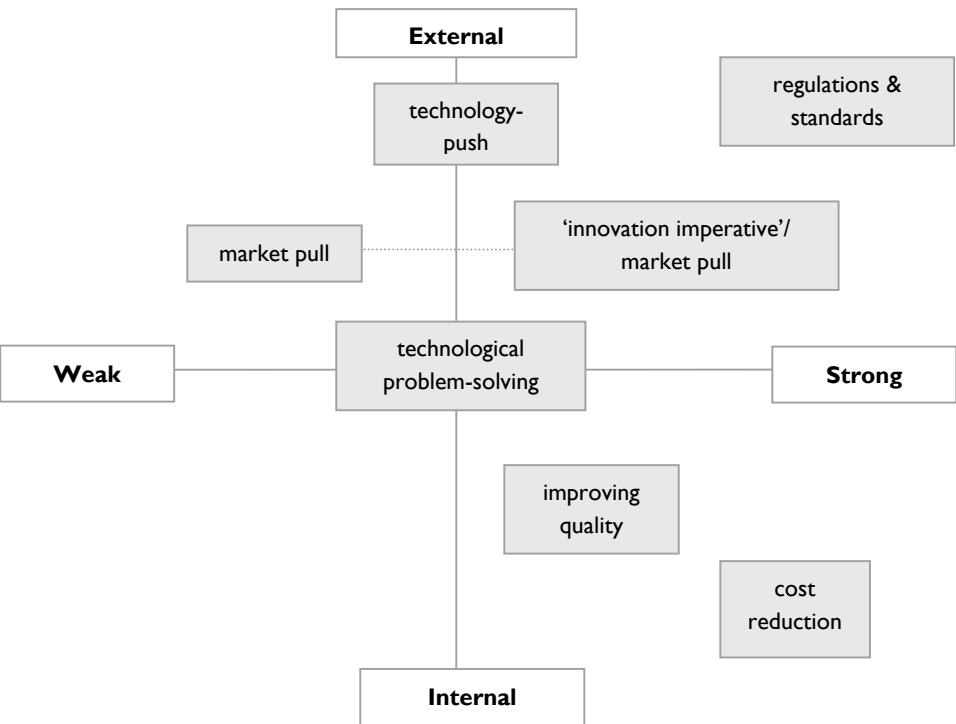 External
regulations &
standards
technology-
push
‘innovation imperative’/
market pull
market pull
technological
problem-solving
Weak
Strong
improving
quality
cost
reduction
Internal